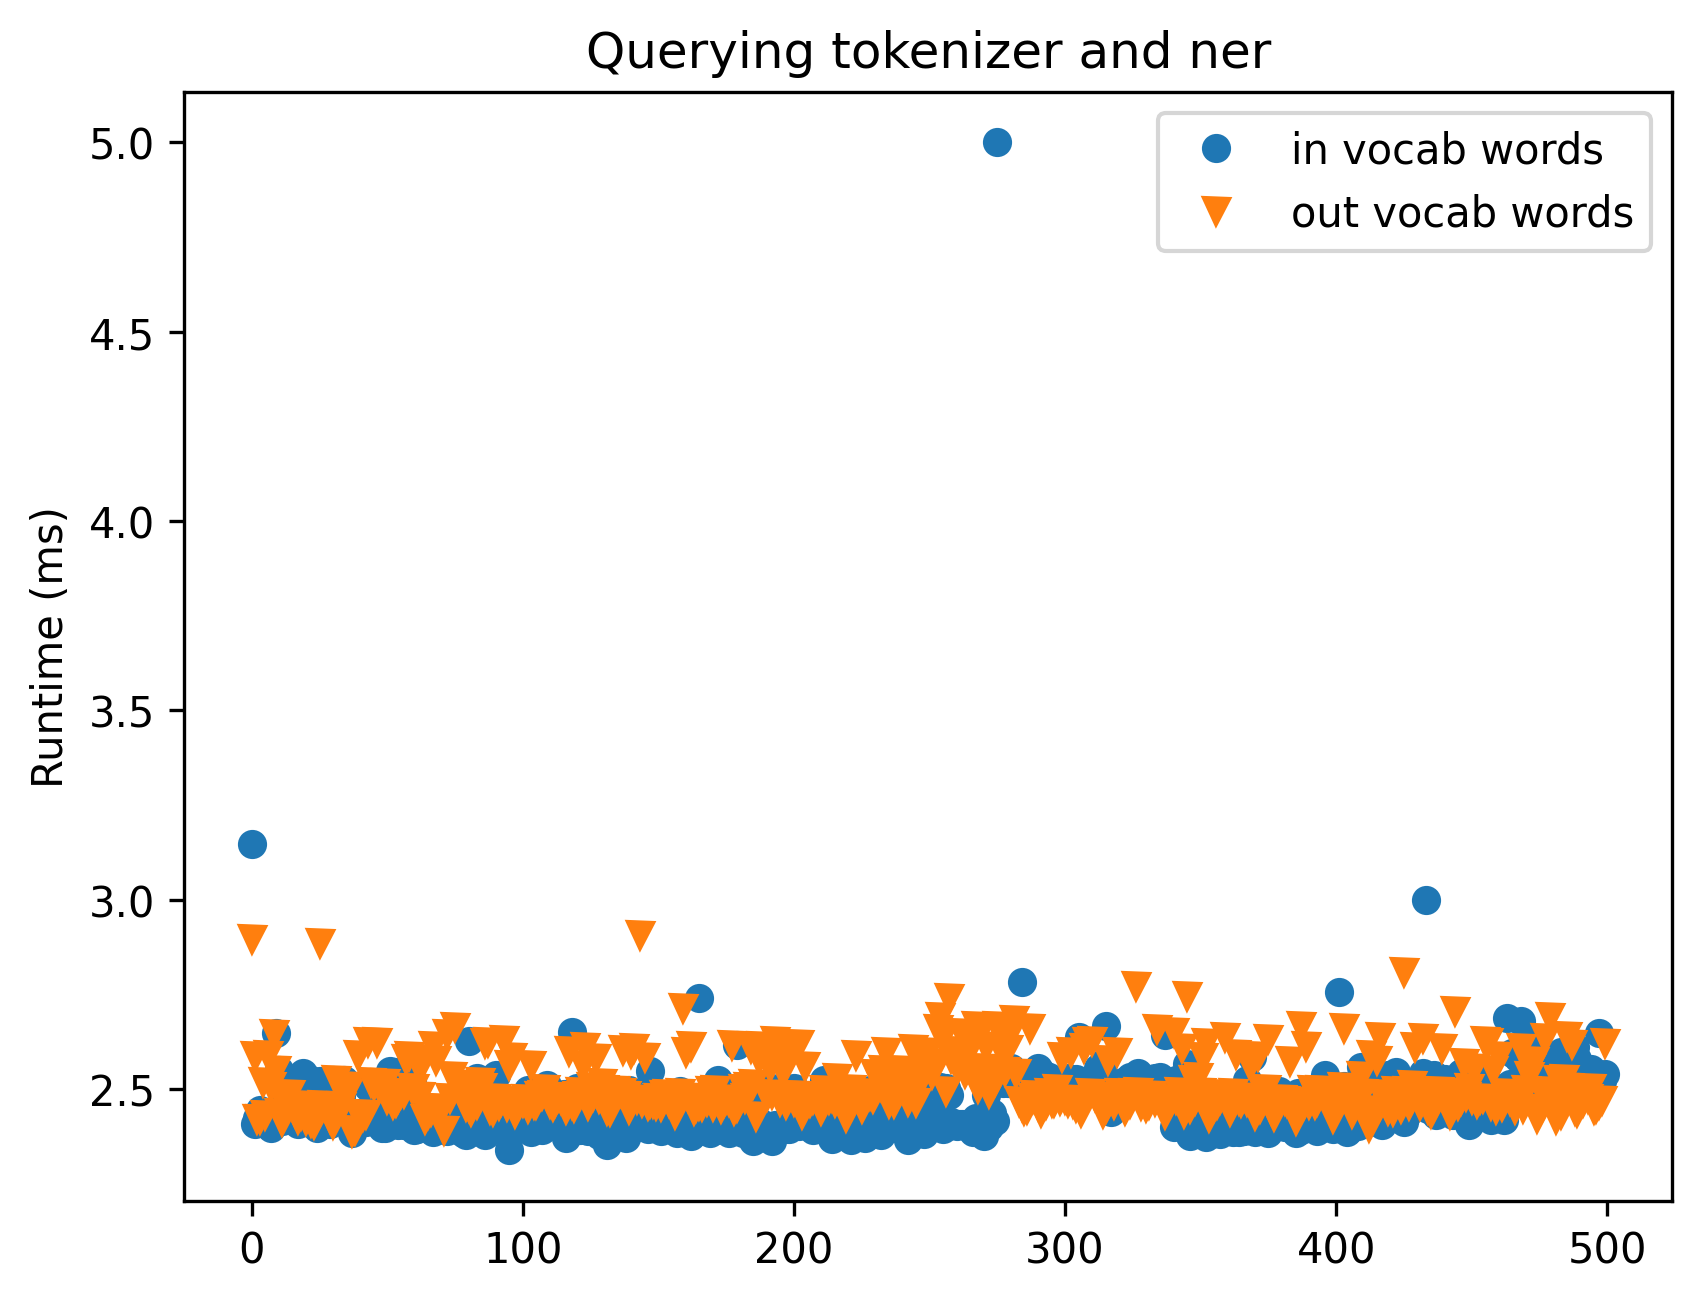 Querying tokenizer and ner
in vocab words
out vocab words
Runtime (ms)
5.0
4.5
4.0
3.5
3.0
2.5
0 100 200 300 400 500